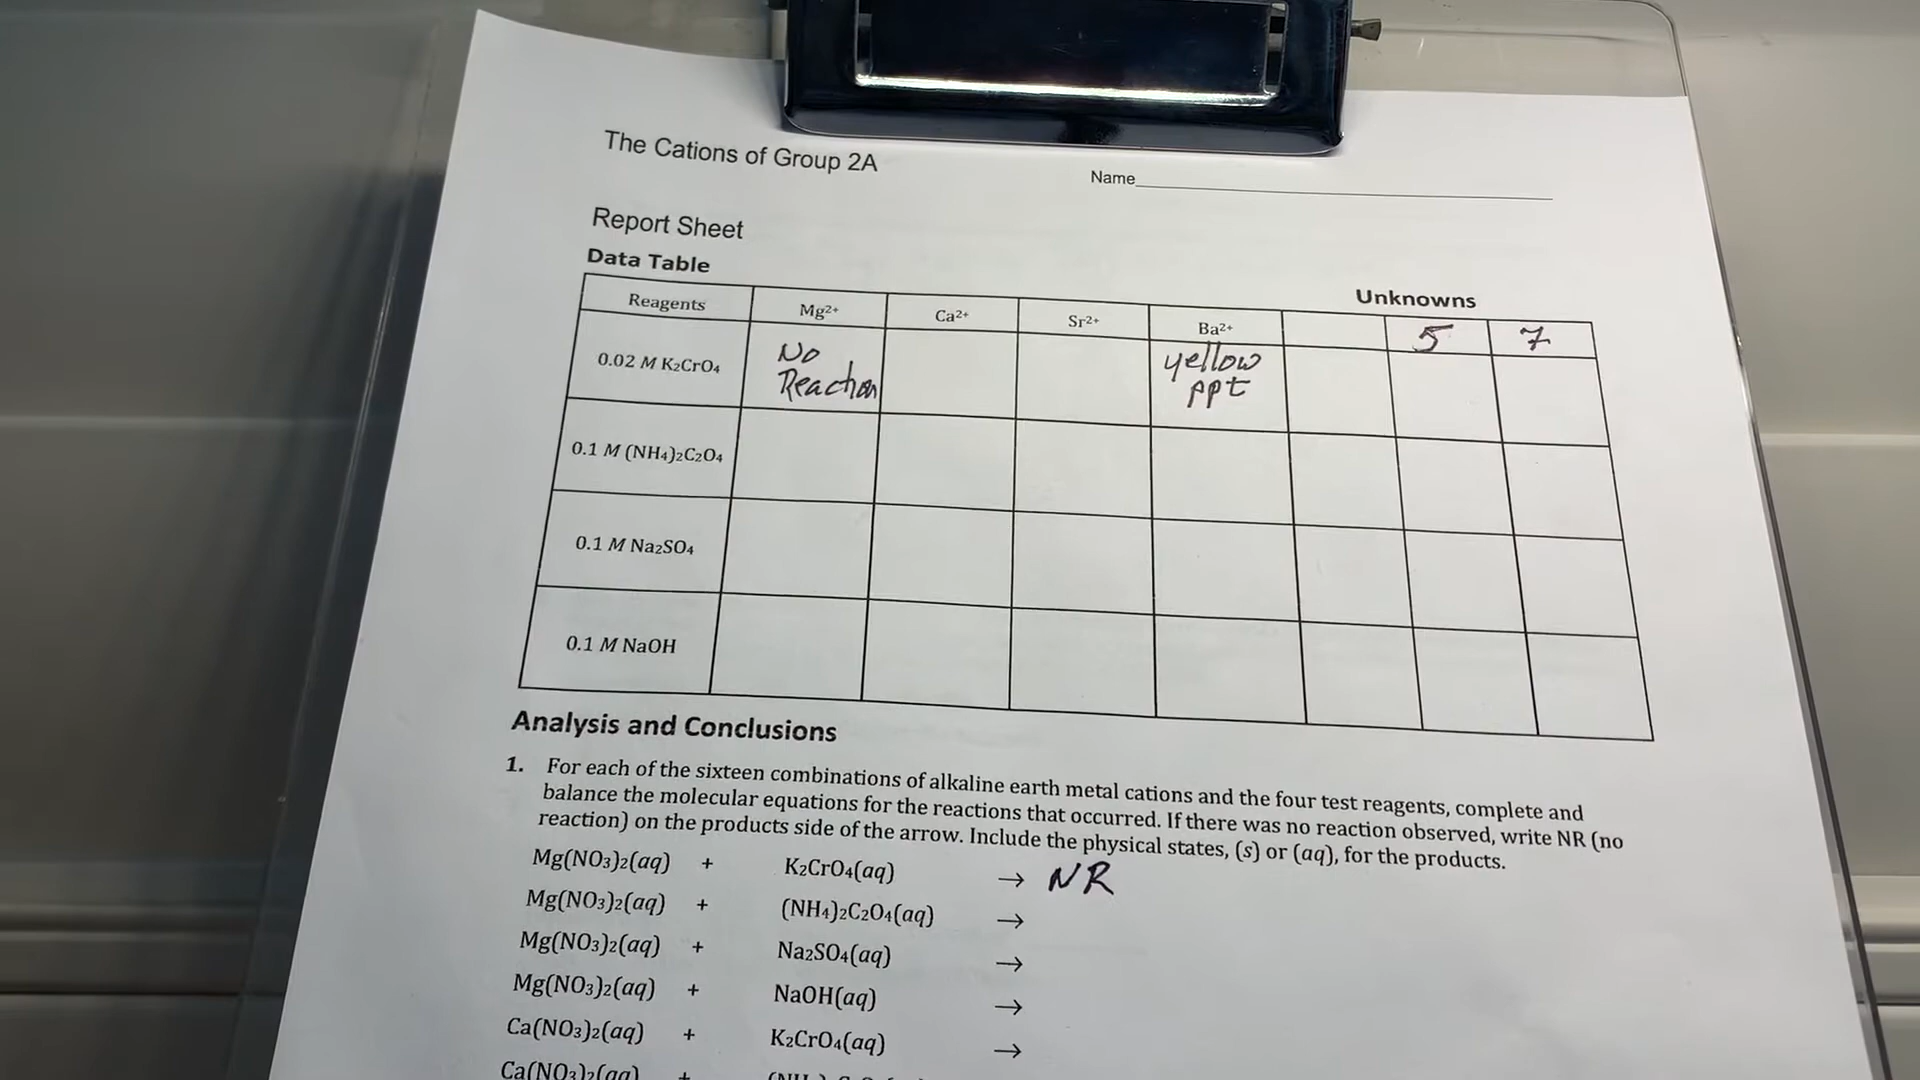 The Cations of Group 2A
Name
Report Sheet
Data Table
Unknowns
Reagents Mg2+ Ca2+ Sr2+ Ba2+ 5 7
0.02 M K2CrO4 No Reaction yellow ppt
0.1 M (NH4)2C2O4
0.1 M Na2SO4
0.1 M NaOH
Analysis and Conclusions
1. For each of the sixteen combinations of alkaline earth metal cations and the four test reagents, complete and
balance the molecular equations for the reactions that occurred. If there was no reaction observed, write NR (no
reaction) on the products side of the arrow. Include the physical states, (s) or (aq), for the products.
Mg(NO3)2(aq) + K2CrO4(aq) → NR
Mg(NO3)2(aq) + (NH4)2C2O4(aq) →
Mg(NO3)2(aq) + Na2SO4(aq) →
Mg(NO3)2(aq) + NaOH(aq) →
Ca(NO3)2(aq) + K2CrO4(aq) →
Ca(NO3)2(aq) +